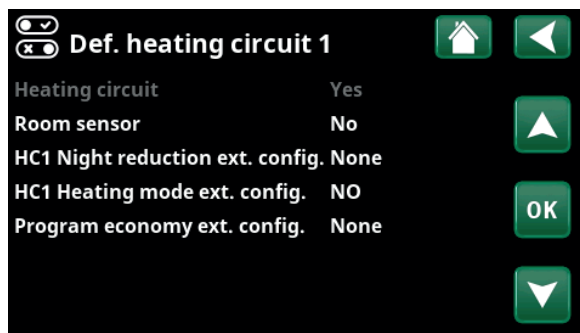 Def. heating circuit 1
Heating circuit Yes
Room sensor No
HC1 Night reduction ext. config. None
HC1 Heating mode ext. config. NO
Program economy ext. config. None
OK